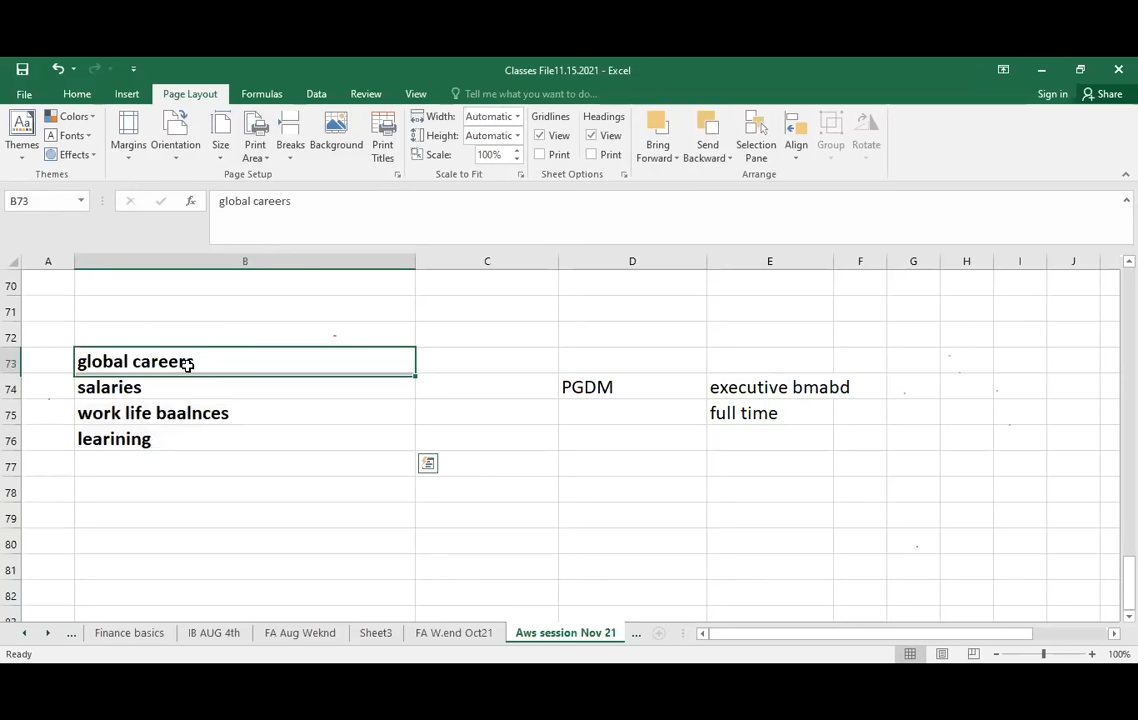 Classes File11.15.2021 - Excel
File Home Insert Page Layout Formulas Data Review View Tell me what you want to do... Sign in Share
Colors Width: Automatic Gridlines Headings
Aa Fonts Height: Automatic View View Bring Send Selection Align Group Rotate
Themes Effects Margins Orientation Size Print Area Breaks Background Print Titles Scale: 100% Print Print Forward Backward Pane
Themes Page Setup Scale to Fit Sheet Options Arrange
B73 fx global careers
A B C D E F G H I J
70
71
72
73 global careers
74 salaries PGDM executive bmabd
75 work life baalnces full time
76 learining
77
78
79
80
81
82
... Finance basics IB AUG 4th FA Aug Weknd Sheet3 FA W.end Oct21 Aws session Nov 21 ...
Ready 100%